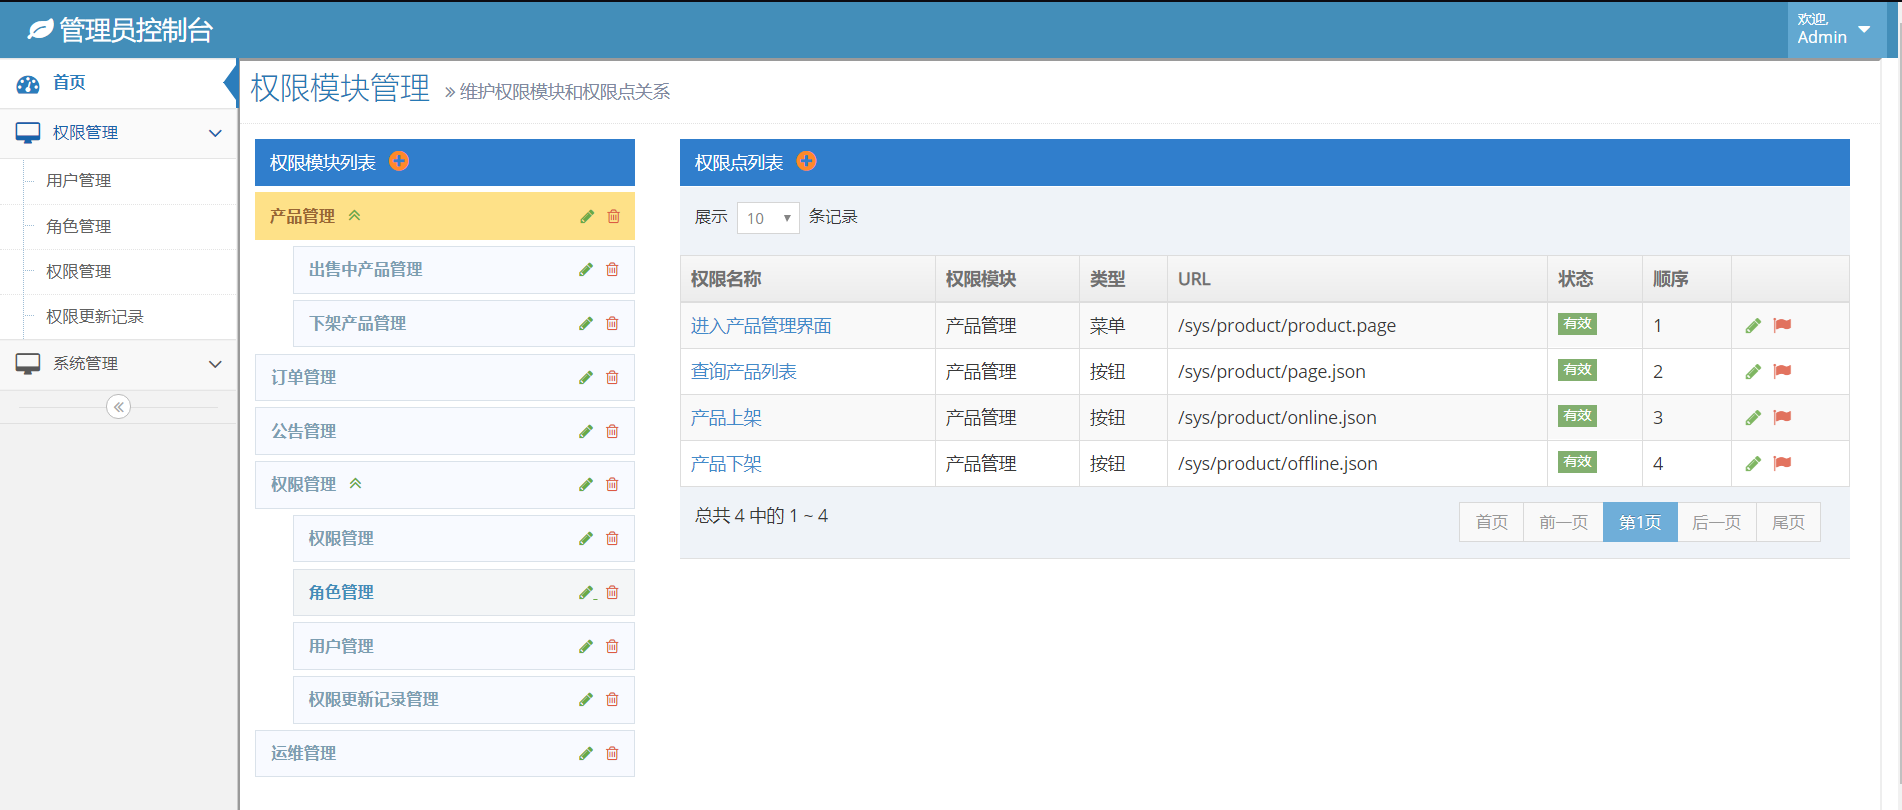 管理员控制台
欢迎,
Admin
首页
权限管理
用户管理
角色管理
权限管理
权限更新记录
系统管理
权限模块管理 » 维护权限模块和权限点关系
权限模块列表
产品管理
出售中产品管理
下架产品管理
订单管理
公告管理
权限管理
权限管理
角色管理
用户管理
权限更新记录管理
运维管理
权限点列表
展示 10 条记录
权限名称 权限模块 类型 URL 状态 顺序
进入产品管理界面 产品管理 菜单 /sys/product/product.page 有效 1
查询产品列表 产品管理 按钮 /sys/product/page.json 有效 2
产品上架 产品管理 按钮 /sys/product/online.json 有效 3
产品下架 产品管理 按钮 /sys/product/offline.json 有效 4
总共 4 中的 1 ~ 4
首页 前一页 第1页 后一页 尾页